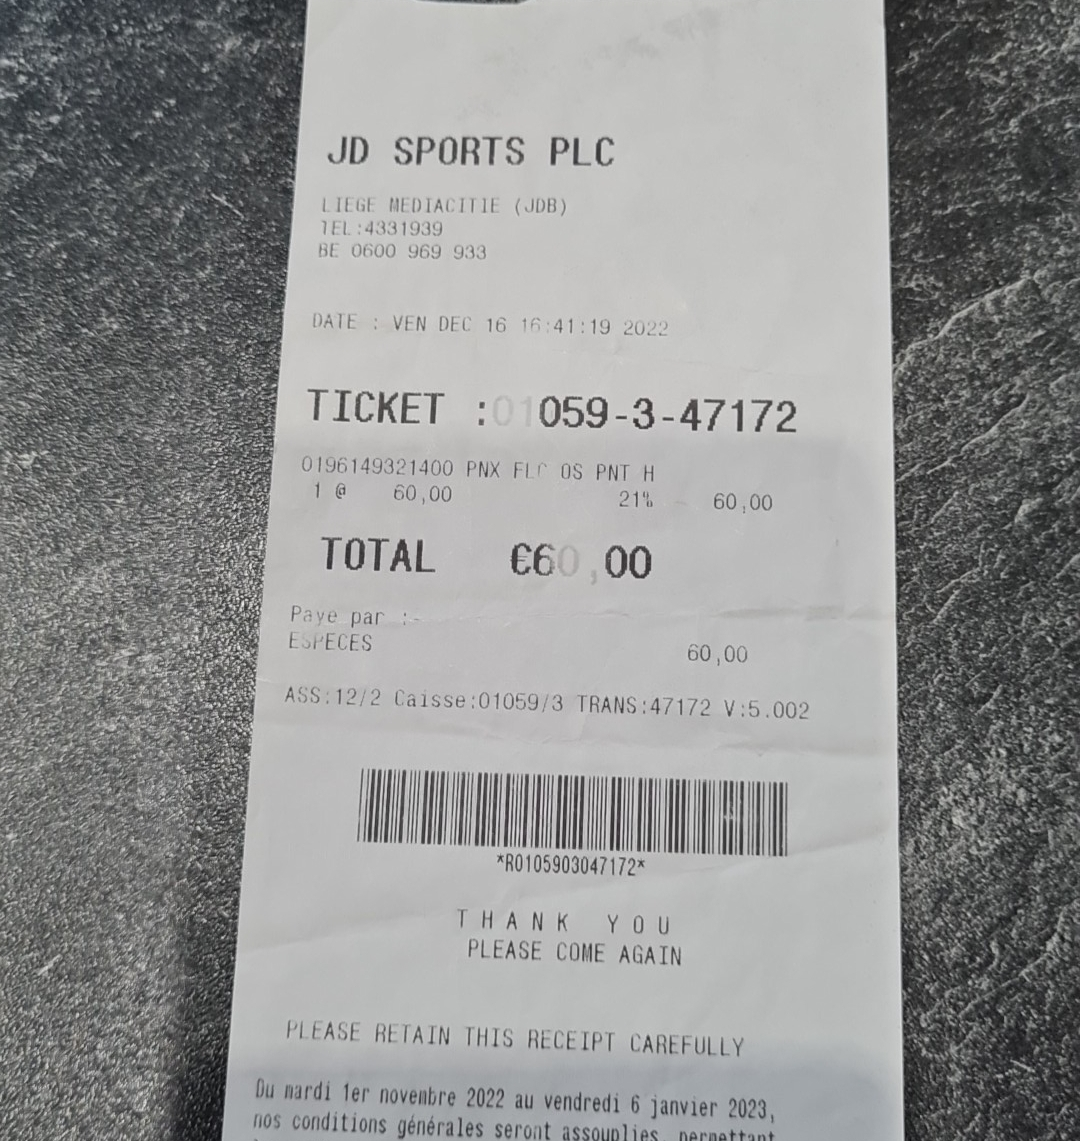 JD SPORTS PLC
LIEGE MEDIACITIE (JDB)
TEL:4331939
BE 0600 969 933
DATE : VEN DEC 16 16:41:19 2022
TICKET :01059-3-47172
0196149321400 PNX FLC OS PNT H
1 @ 60,00 21% 60,00
TOTAL €60,00
Paye par :-
ESPECES 60,00
ASS:12/2 Caisse:01059/3 TRANS:47172 V:5.002
*R0105903047172*
THANK YOU
PLEASE COME AGAIN
PLEASE RETAIN THIS RECEIPT CAREFULLY
Du mardi 1er novembre 2022 au vendredi 6 janvier 2023,
nos conditions générales seront assouplies, permettant